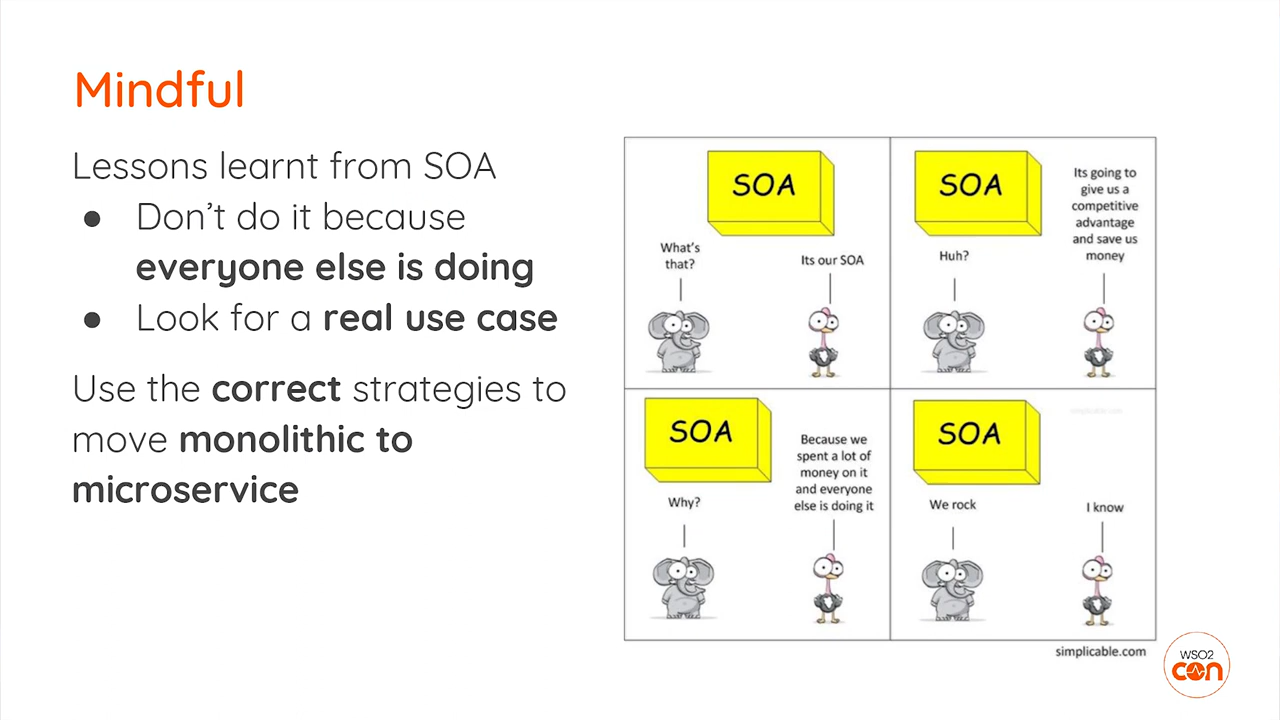 Mindful
Lessons learnt from SOA
● Don’t do it because
everyone else is doing
● Look for a real use case
Use the correct strategies to
move monolithic to
microservice
SOA
What's
that?
Its our SOA
SOA
Huh?
Its going to
give us a
competitive
advantage
and save us
money
SOA
Why?
Because we
spent a lot of
money on it
and everyone
else is doing it
SOA
simplicable.com
We rock
I know
simplicable.com
WSO2
con